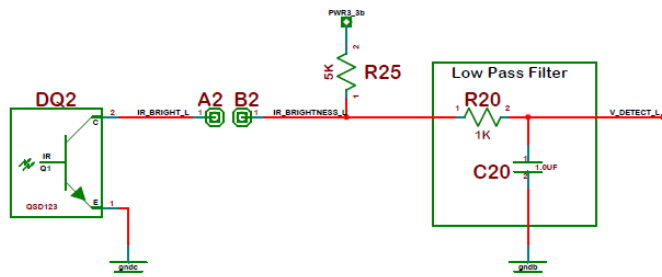 PWR3_3b
2
5K
R25
1
Low Pass Filter
DQ2
A2
B2
R20
2
IR_BRIGHT_L
1
1
IR_BRIGHTNESS_L
1
2
V_DETECT_L
C
1K
IR
Q1
C20
1
1.0UF
2
QSD123
E
1
gndc
gndb